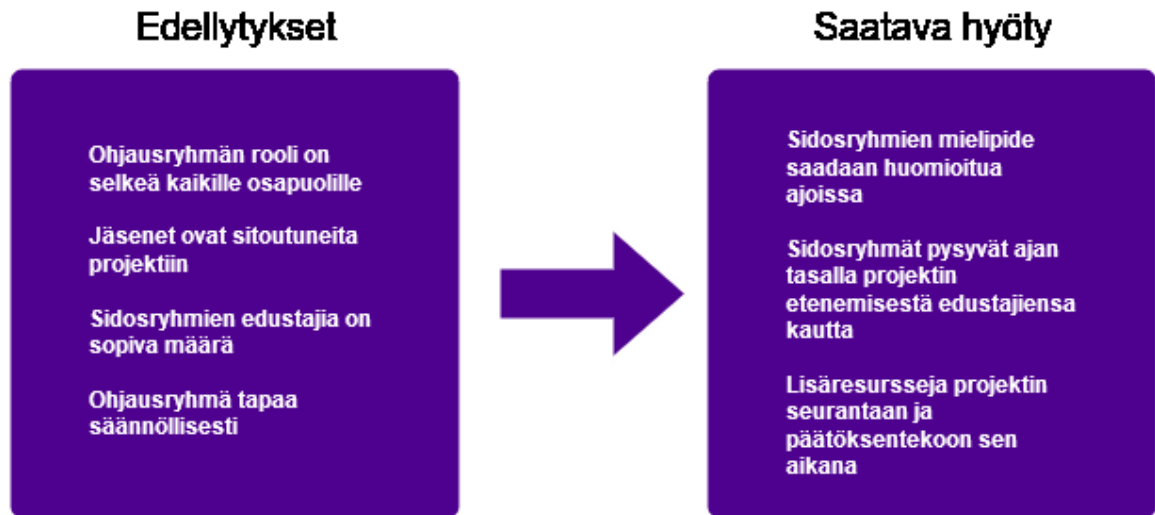 Edellytykset
Ohjausryhmän rooli on
selkeä kaikille osapuolille
Jäsenet ovat sitoutuneita
projektiin
Sidosryhmien edustajia on
sopiva määrä
Ohjausryhmä tapaa
säännöllisesti
Saatava hyöty
Sidosryhmien mielipide
saadaan huomioitua
ajoissa
Sidosryhmät pysyvät ajan
tasalla projektin
etenemisestä edustajiensa
kautta
Lisäresursseja projektin
seurantaan ja
päätöksentekoon sen
aikana